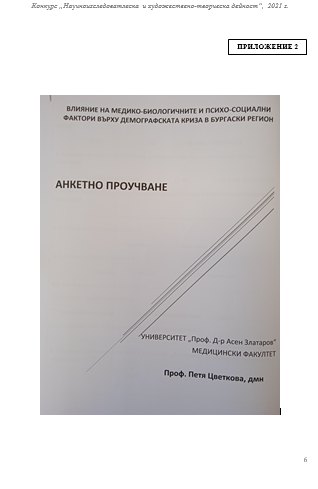 Конкурс „Научноизследователска и художествено-творческа дейност“, 2021 г.
ПРИЛОЖЕНИЕ 2
ВЛИЯНИЕ НА МЕДИКО-БИОЛОГИЧНИТЕ И ПСИХО-СОЦИАЛНИ
ФАКТОРИ ВЪРХУ ДЕМОГРАФСКАТА КРИЗА В БУРГАСКИ РЕГИОН
АНКЕТНО ПРОУЧВАНЕ
УНИВЕРСИТЕТ „Проф. Д-р Асен Златаров“
МЕДИЦИНСКИ ФАКУЛТЕТ
Проф. Петя Цветкова, дми
6